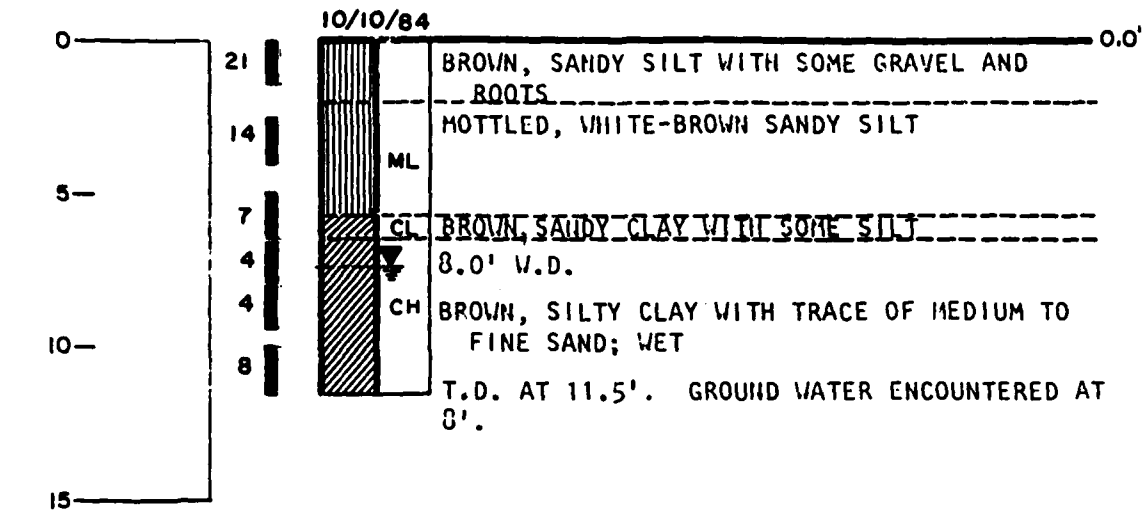 10/10/84
0
0.0'
21
BROWN, SANDY SILT WITH SOME GRAVEL AND
ROOTS
14
MOTTLED, WHITE-BROWN SANDY SILT
ML
5
7
CL
BROWN, SANDY CLAY WITH SOME SILT
4
8.0' W.D.
4
CH
BROWN, SILTY CLAY WITH TRACE OF MEDIUM TO
FINE SAND; WET
10
8
T.D. AT 11.5'. GROUND WATER ENCOUNTERED AT
8'.
15